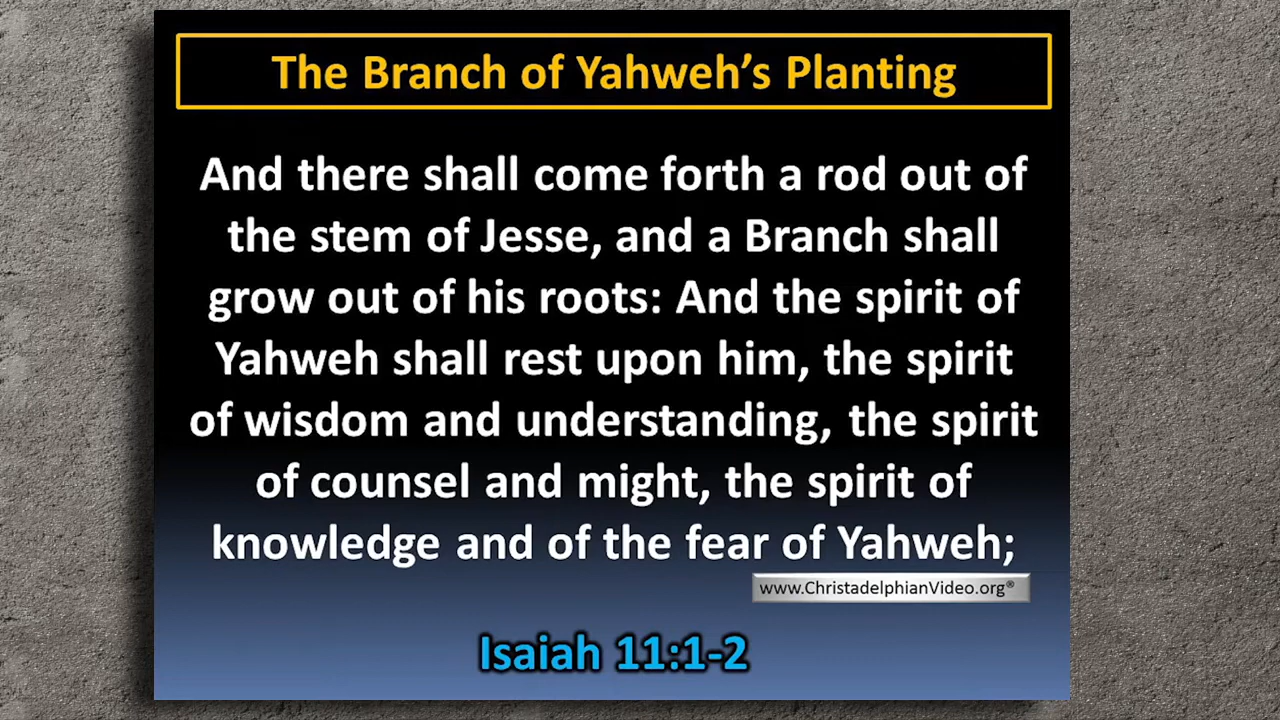 The Branch of Yahweh’s Planting
And there shall come forth a rod out of
the stem of Jesse, and a Branch shall
grow out of his roots: And the spirit of
Yahweh shall rest upon him, the spirit
of wisdom and understanding, the spirit
of counsel and might, the spirit of
knowledge and of the fear of Yahweh;
www.ChristadelphianVideo.org®
Isaiah 11:1-2